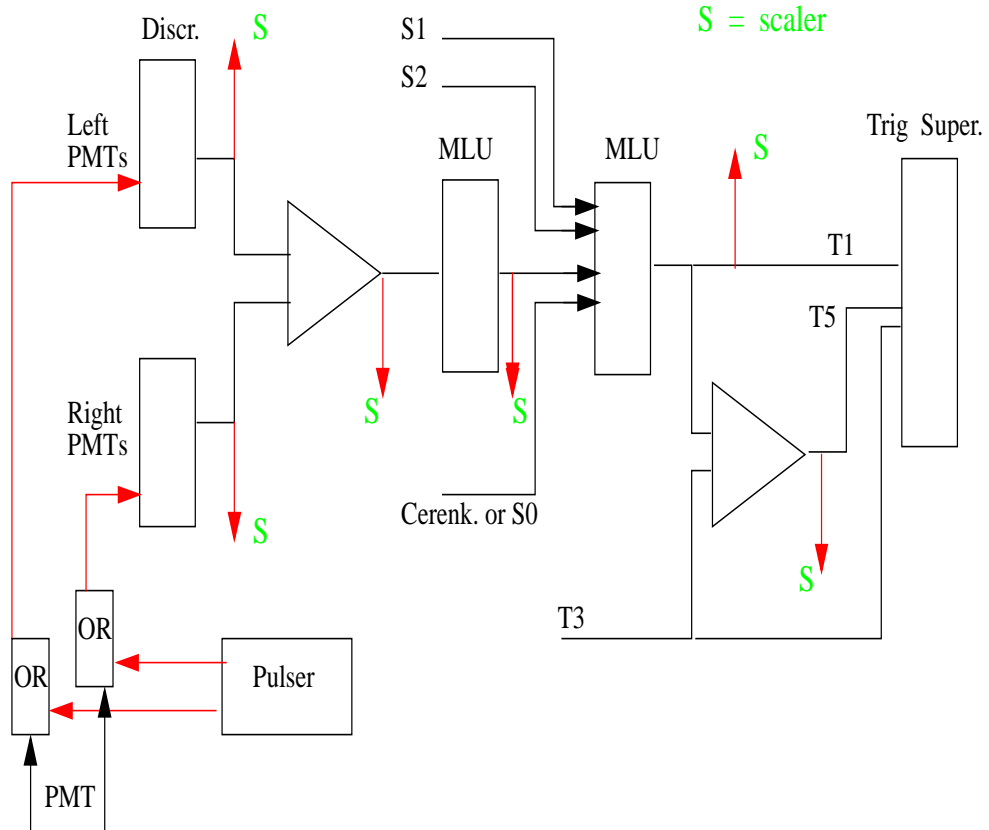 S = scaler
Discr.
S
S1
S2
Left
PMTs
MLU
MLU
S
Trig Super.
T1
T5
Right
PMTs
S
S
S
Cerenk. or S0
S
T3
OR
OR
Pulser
PMT